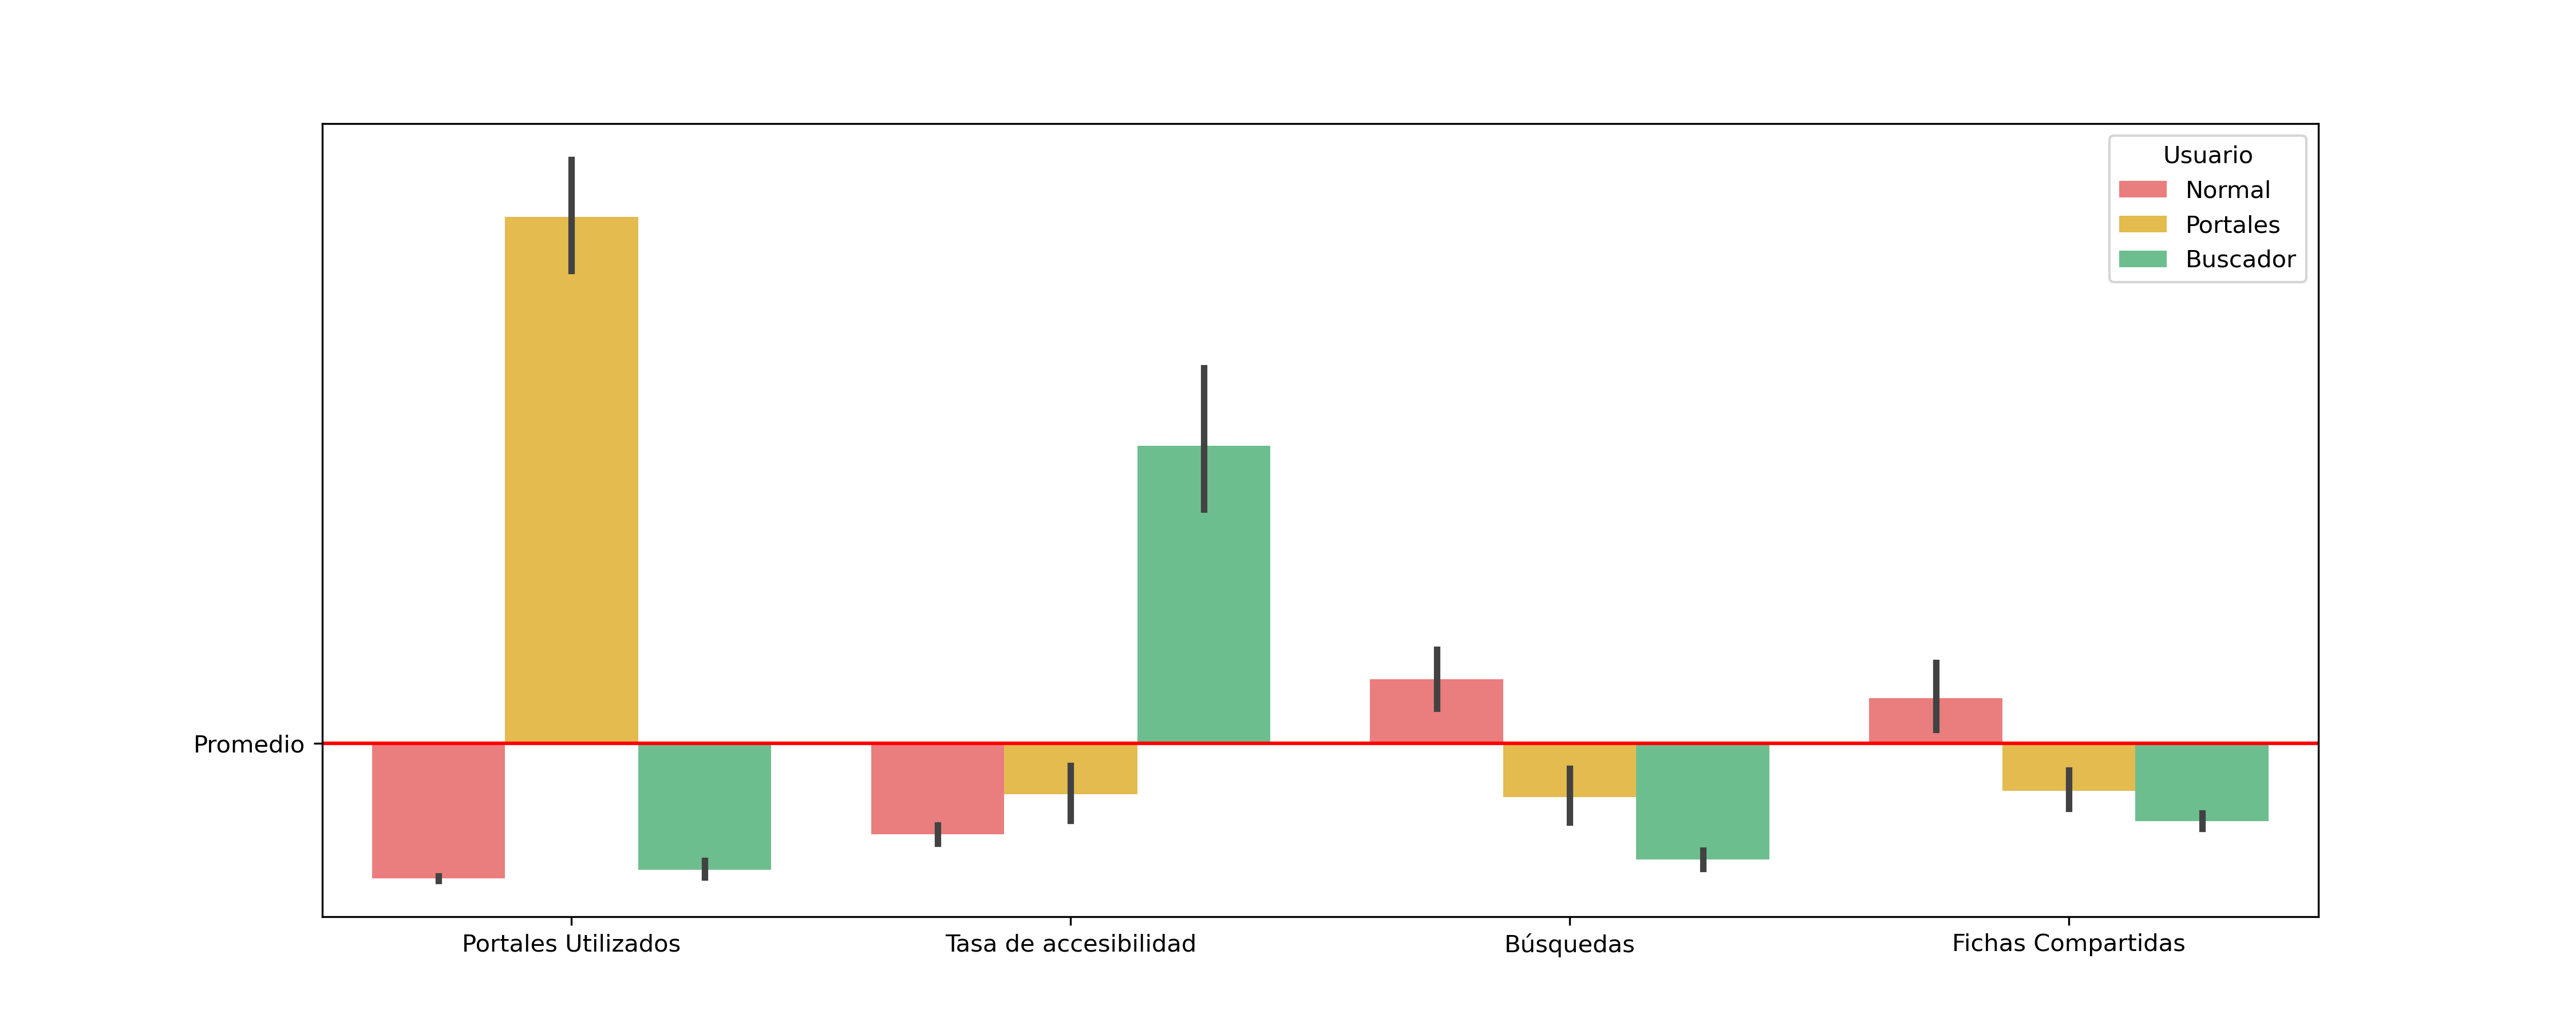 Usuario
Normal
Portales
Buscador
Promedio
Portales Utilizados
Tasa de accesibilidad
Búsquedas
Fichas Compartidas